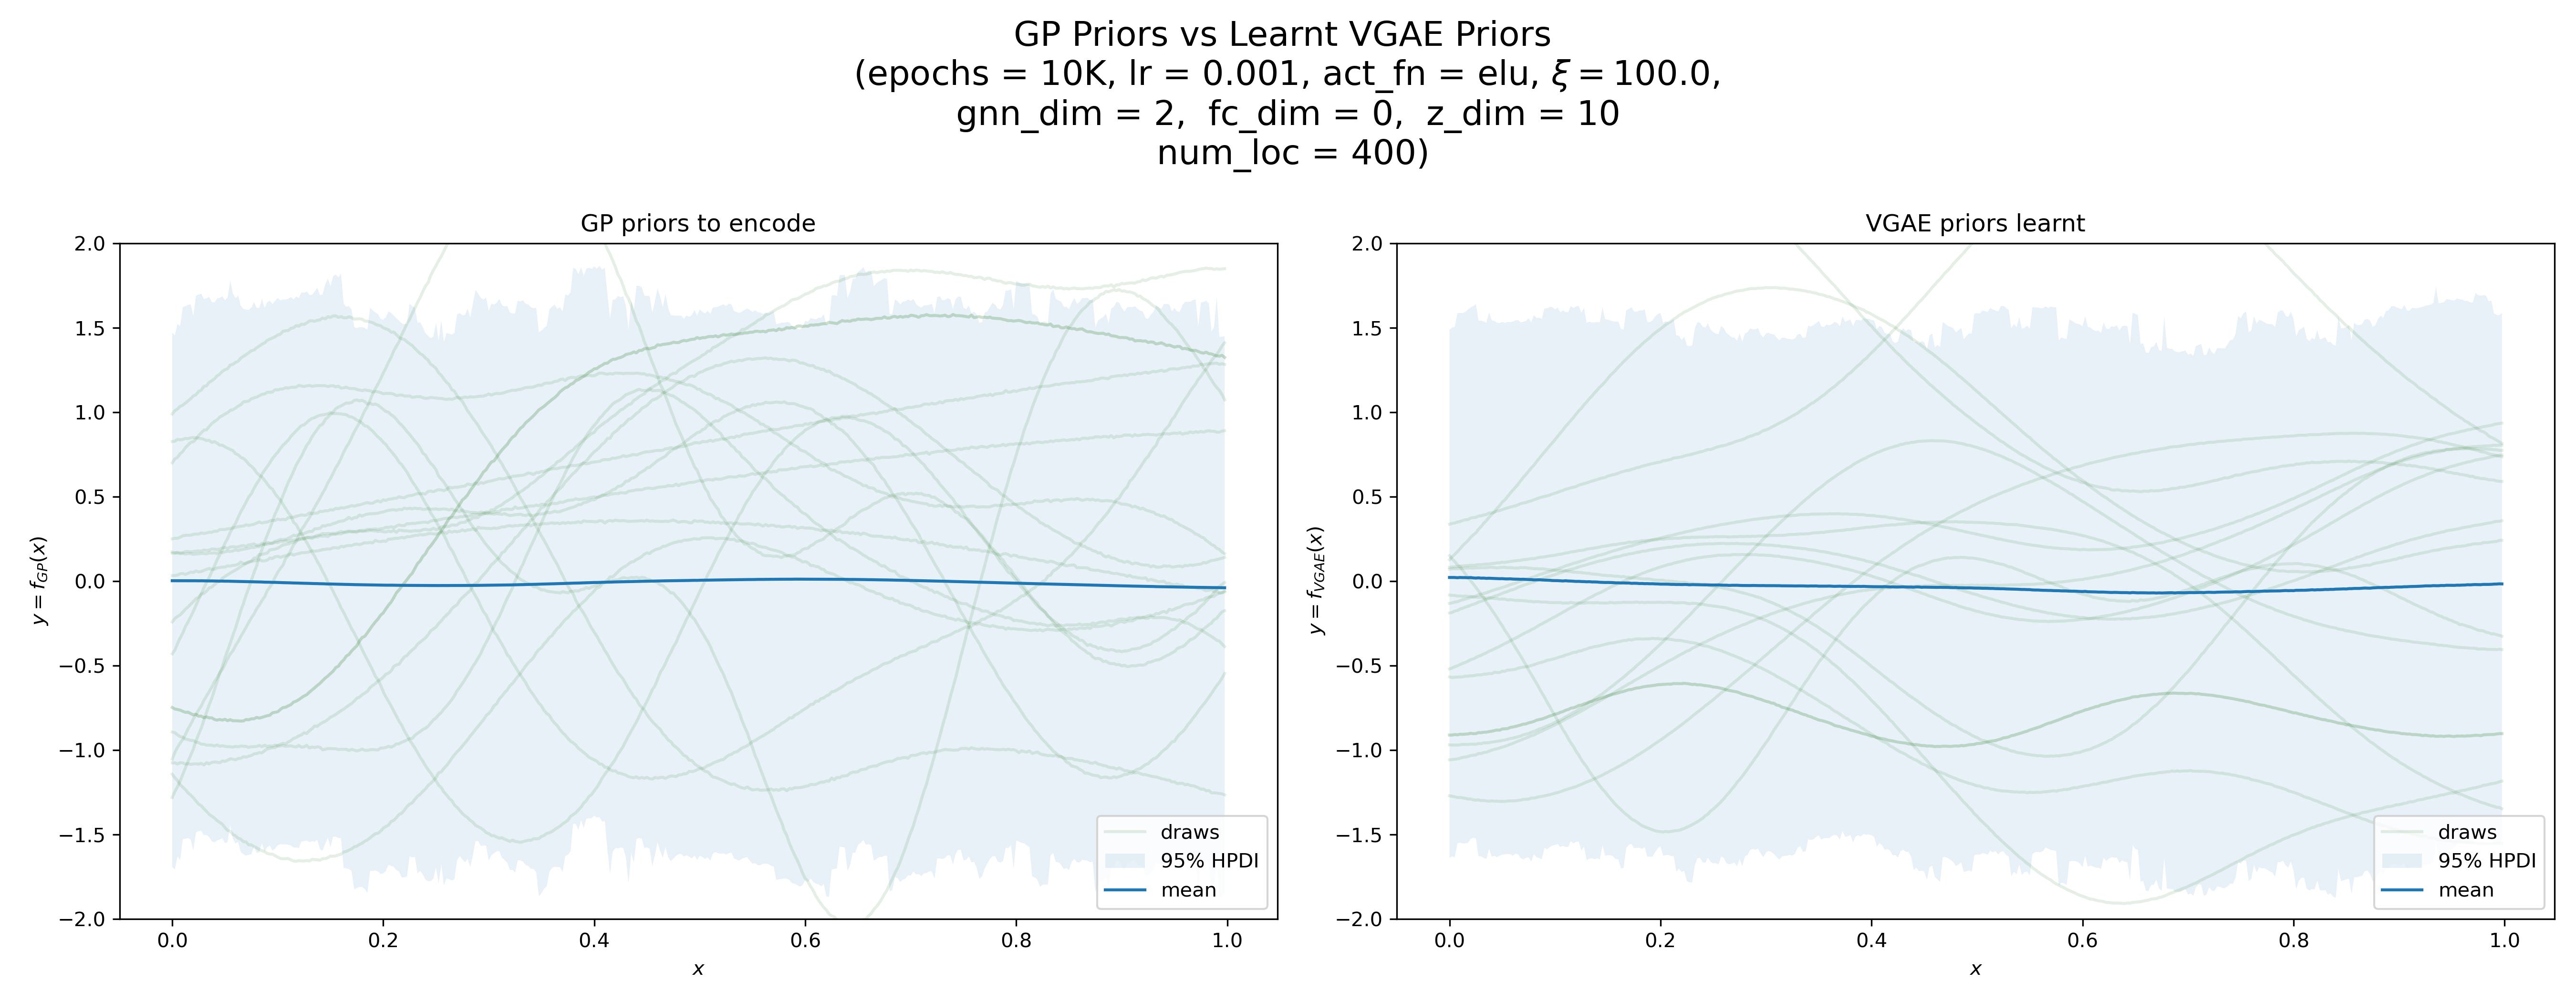 GP Priors vs Learnt VGAE Priors
(epochs = 10K, lr = 0.001, act_fn = elu, ξ = 100.0,
gnn_dim = 2,  fc_dim = 0,  z_dim = 10
num_loc = 400)
GP priors to encode
2.0
1.5
1.0
0.5
0.0
−0.5
−1.0
−1.5
−2.0
y = f_GP(x)
0.0 0.2 0.4 0.6 0.8 1.0
x
draws
95% HPDI
mean
VGAE priors learnt
2.0
1.5
1.0
0.5
0.0
−0.5
−1.0
−1.5
−2.0
y = f_VGAE(x)
0.0 0.2 0.4 0.6 0.8 1.0
x
draws
95% HPDI
mean